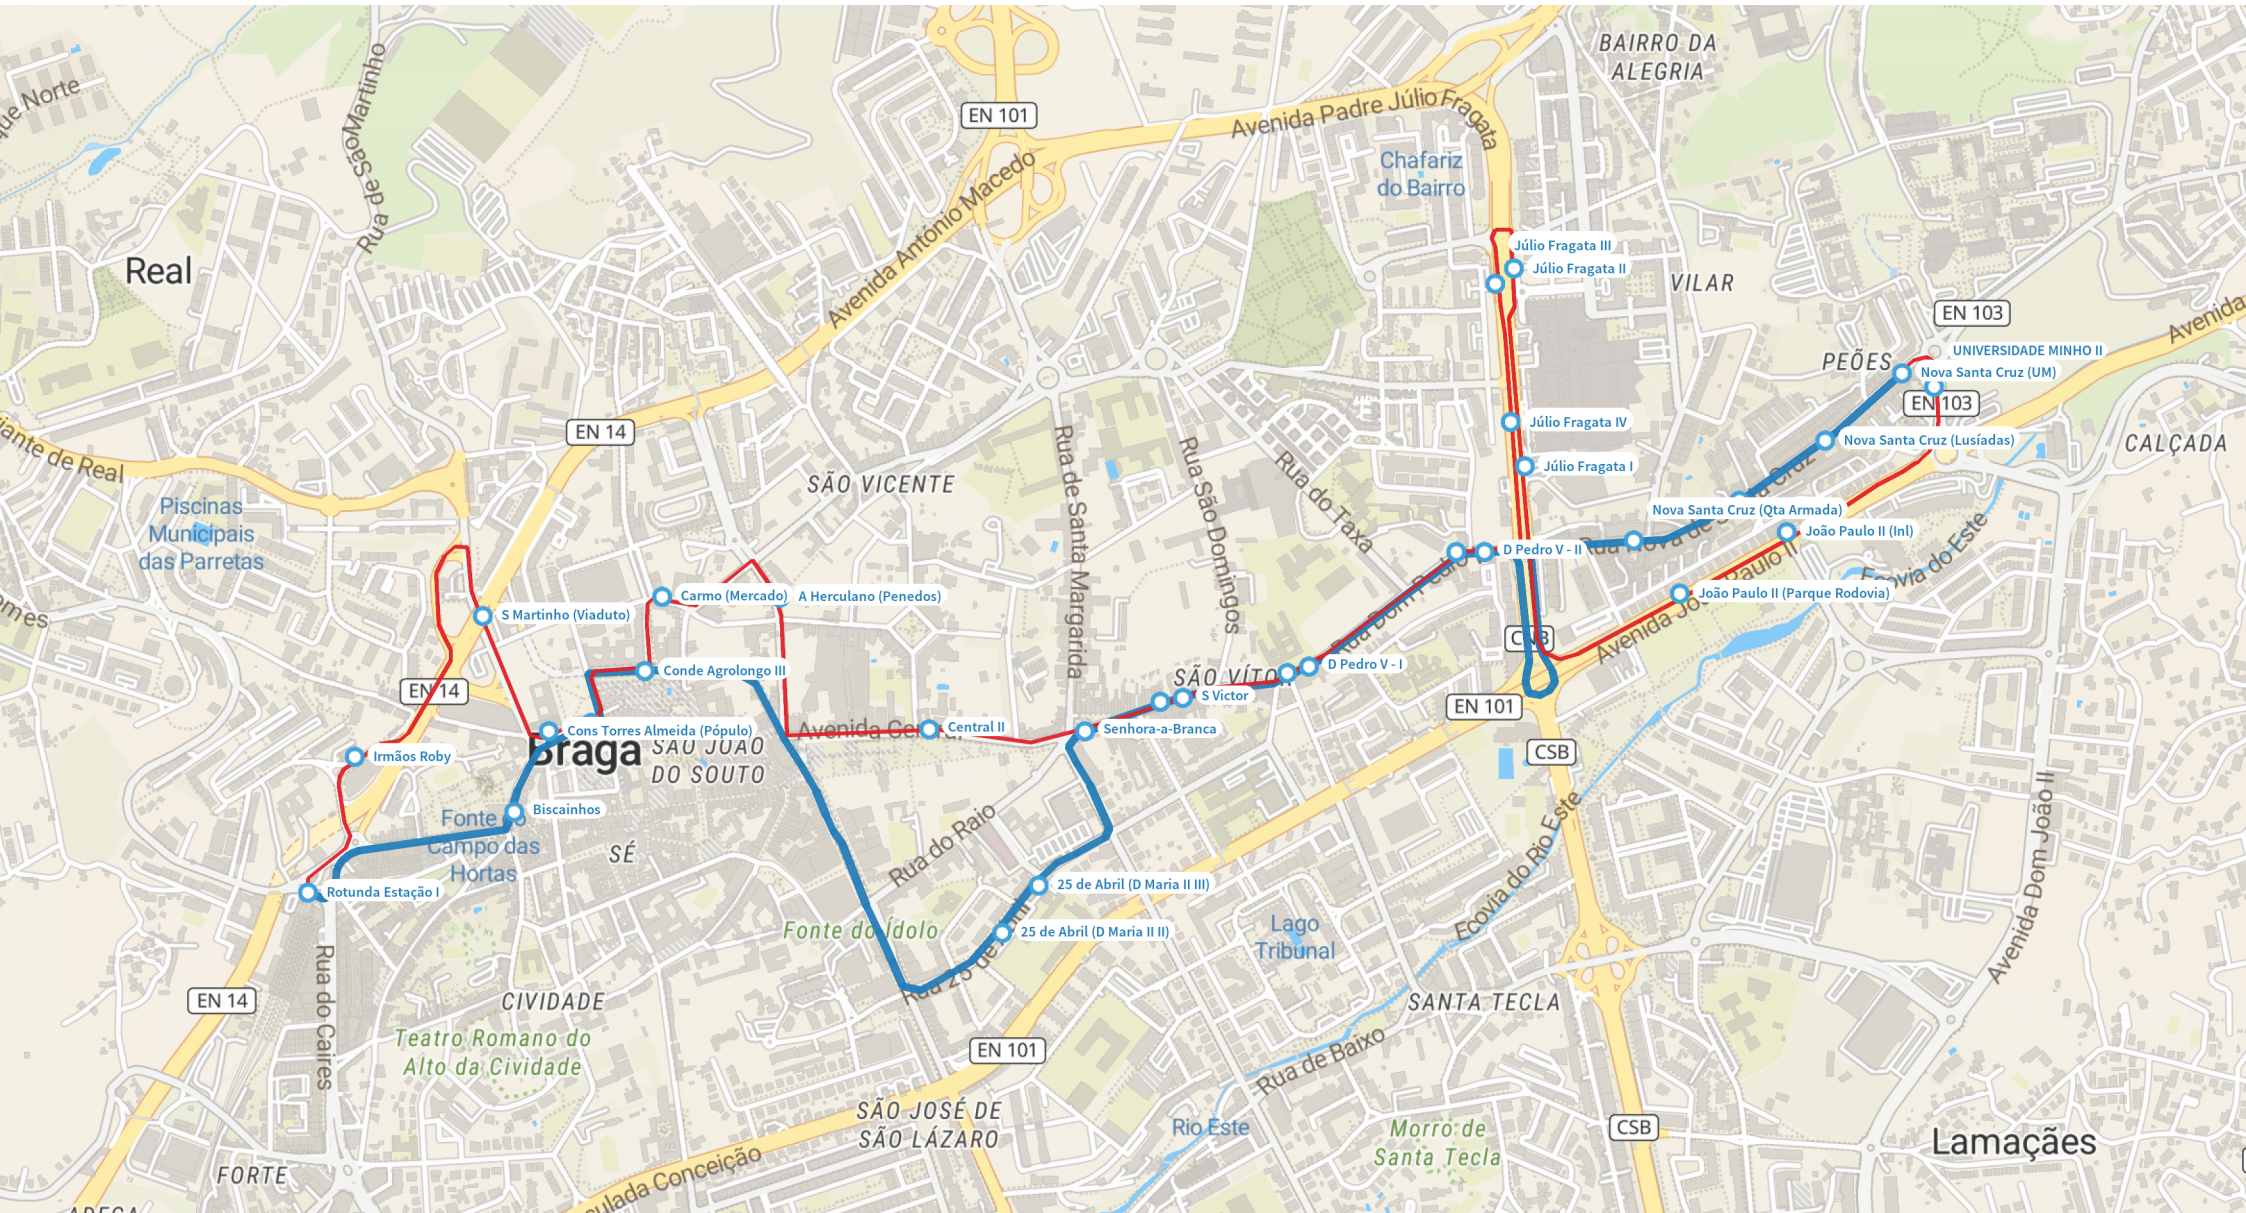 BAIRRO DA
ALEGRIA
que Norte
Rua de São Martinho
EN 101
Avenida Padre Júlio Fragata
Chafariz
do Bairro
Avenida António Macedo
Júlio Fragata III
Júlio Fragata II
Real
VILAR
EN 103
Avenida
UNIVERSIDADE MINHO II
PEÕES
Nova Santa Cruz (UM)
EN 103
EN 14
Júlio Fragata IV
Nova Santa Cruz (Lusíadas)
CALÇADA
iante de Real
Rua de Santa Margarida
Rua São Domingos
Rua do Taxa
Júlio Fragata I
SÃO VICENTE
Piscinas
Municipais
das Parretas
Nova Santa Cruz (Qta Armada)
João Paulo II (Inl)
D Pedro V - II
Ecovia do Este
omes
Carmo (Mercado)
A Herculano (Penedos)
João Paulo II (Parque Rodovia)
S Martinho (Viaduto)
Avenida João Paulo II
Conde Agrolongo III
D Pedro V - I
SÃO VÍTOR
S Victor
EN 14
EN 101
Central II
Senhora-a-Branca
Cons Torres Almeida (Pópulo)
Braga
SÃO JOÃO
DO SOUTO
Irmãos Roby
CSB
Biscainhos
Fonte do
Campo das
Hortas
SÉ
Rua do Raio
Ecovia do Rio Este
Avenida Dom João II
Rotunda Estação I
25 de Abril (D Maria II III)
25 de Abril (D Maria II II)
Fonte do Ídolo
Lago
Tribunal
Rua do Caires
EN 14
CIVIDADE
SANTA TECLA
Teatro Romano do
Alto da Cividade
EN 101
Rua de Baixo
SÃO JOSÉ DE
SÃO LÁZARO
Rio Este
Morro de
Santa Tecla
CSB
Lamaçães
FORTE
culada Conceição